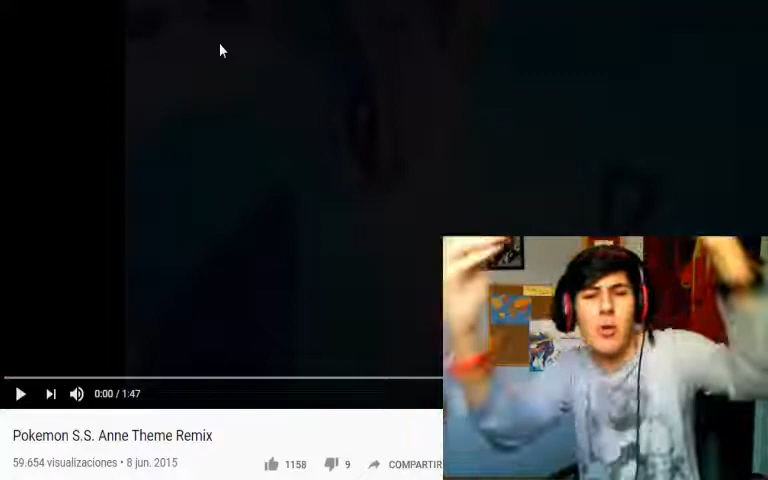 0:00 / 1:47
Pokemon S.S. Anne Theme Remix
59.654 visualizaciones • 8 jun. 2015
1158
9
COMPARTIR